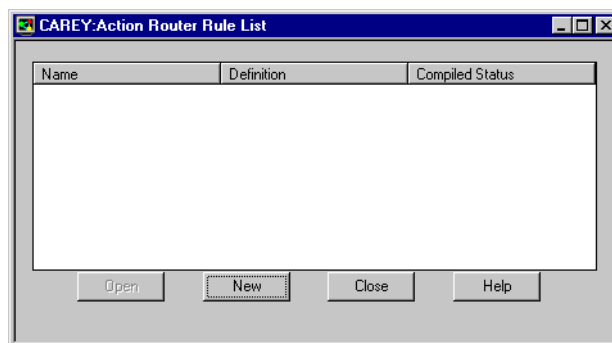 CAREY:Action Router Rule List
Name Definition Compiled Status
Open New Close Help